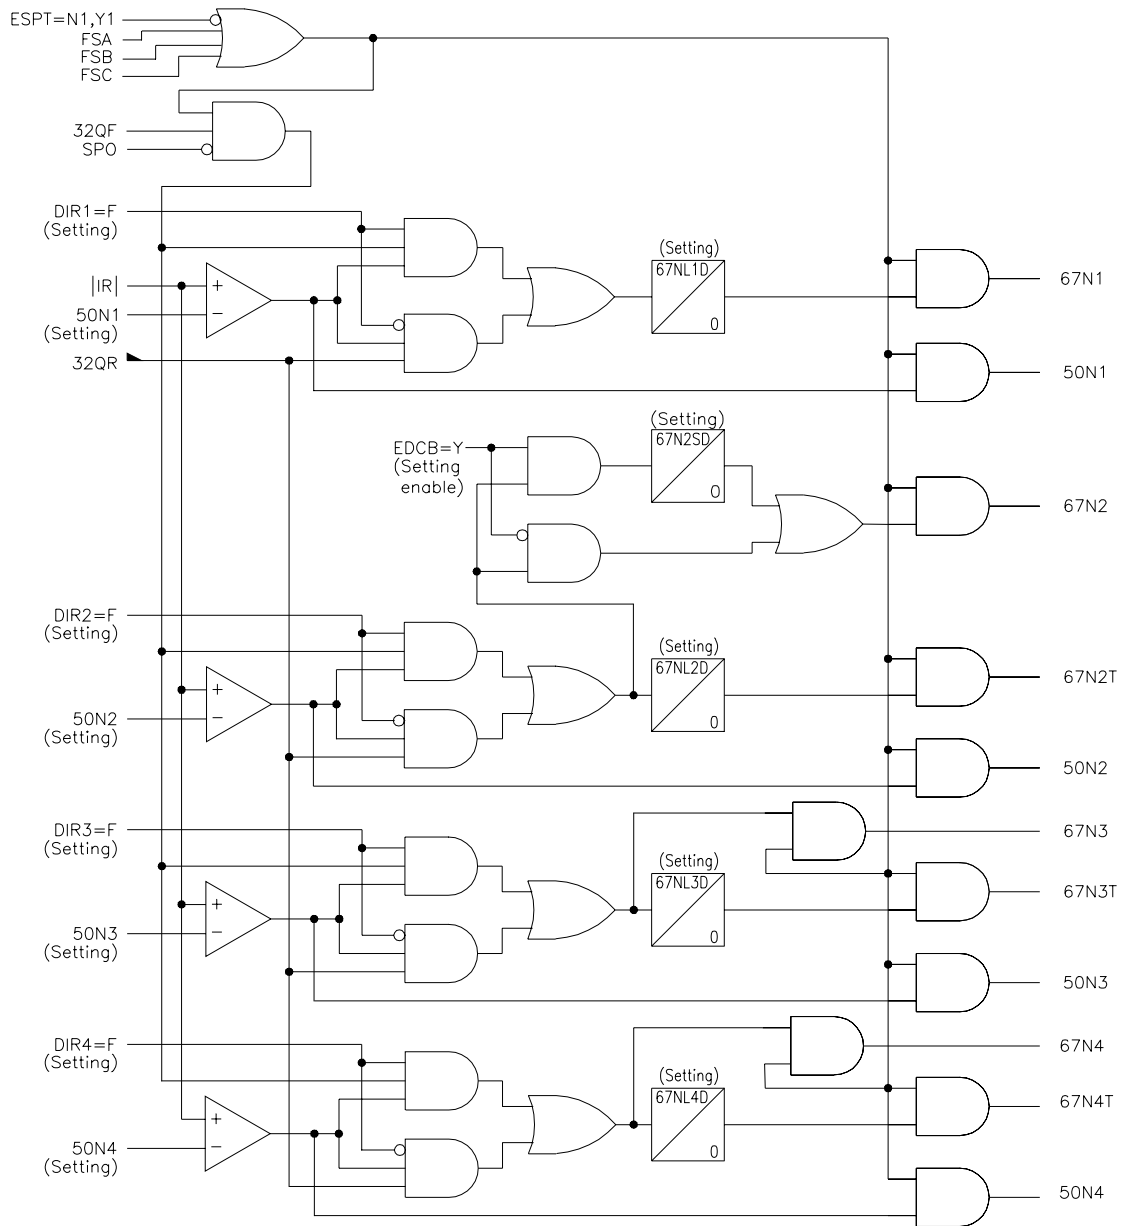 ESPT=N1,Y1
FSA
FSB
FSC
32QF
SPO
DIR1=F
(Setting)
|IR|
+
50N1
−
(Setting)
32QR
(Setting)
67NL1D
0
67N1
50N1
EDCB=Y
(Setting
enable)
(Setting)
67N2SD
0
67N2
DIR2=F
(Setting)
+
50N2
−
(Setting)
(Setting)
67NL2D
0
67N2T
50N2
DIR3=F
(Setting)
+
50N3
−
(Setting)
(Setting)
67NL3D
0
67N3
67N3T
50N3
DIR4=F
(Setting)
+
50N4
−
(Setting)
(Setting)
67NL4D
0
67N4
67N4T
50N4